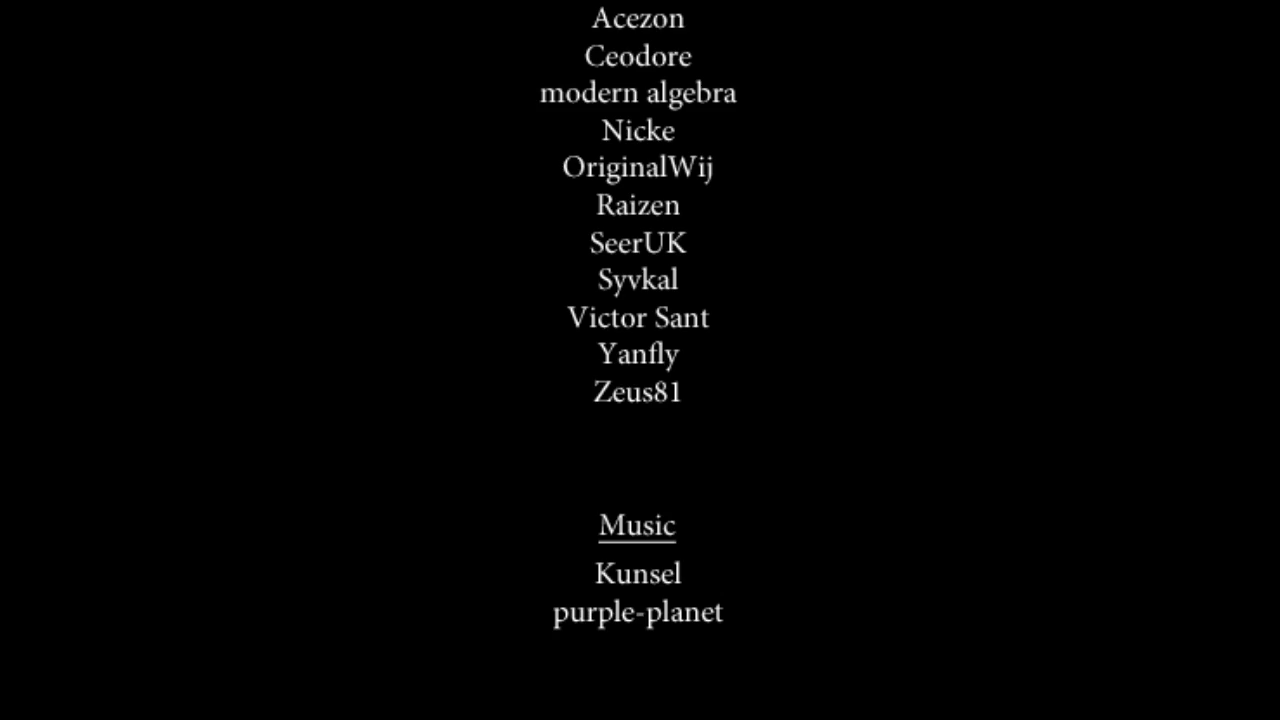 Acezon
Ceodore
modern algebra
Nicke
OriginalWij
Raizen
SeerUK
Syvkal
Victor Sant
Yanfly
Zeus81
Music
Kunsel
purple-planet